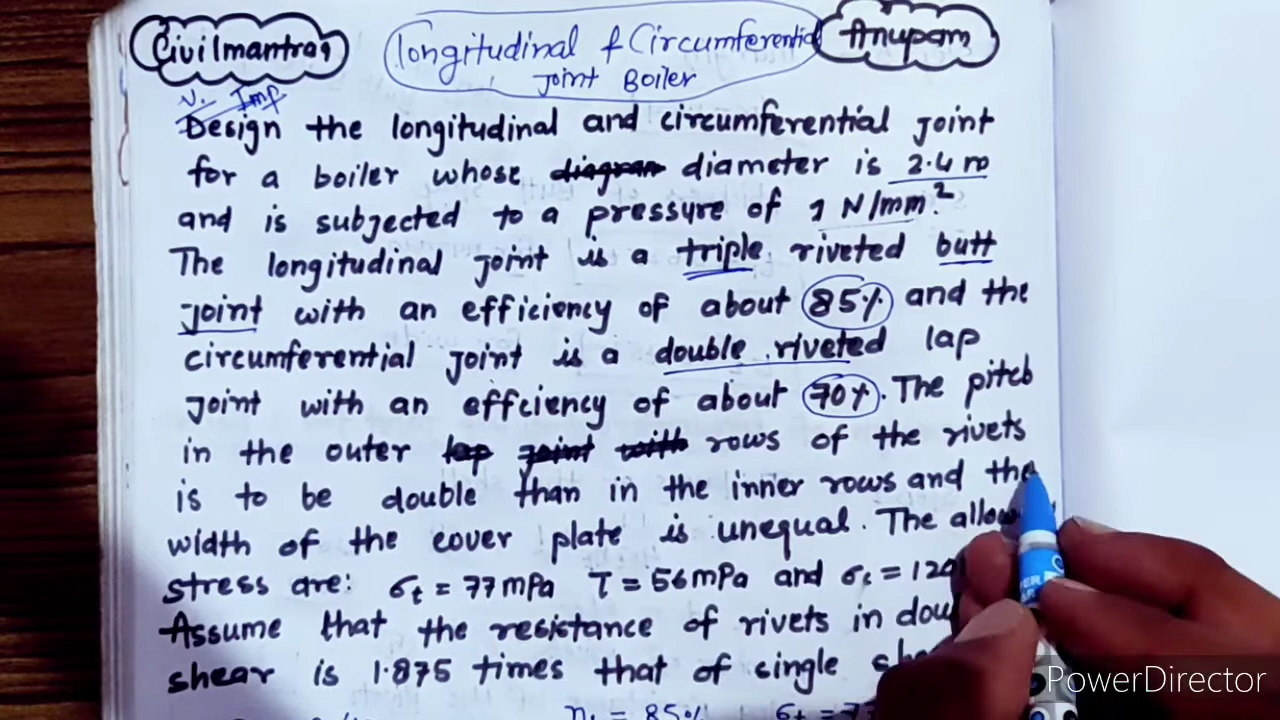 Civilmantraa
Longitudinal & Circumferential
Joint Boiler
Anupam
V. Imp
Design the longitudinal and circumferential joint
for a boiler whose diagram diameter is 2.4 m
and is subjected to a pressure of 1 N/mm².
The longitudinal joint is a triple riveted butt
joint with an efficiency of about 85% and the
circumferential joint is a double riveted lap
joint with an effciency of about 70%. The pitch
in the outer lap joint with rows of the rivets
is to be double than in the inner rows and the
width of the cover plate is unequal. The
stress are: σt = 77 mPa τ = 56 mPa and σc =
Assume that the resistance of rivets in
shear is 1.875 times that of single
= 85% σt =
PowerDirector